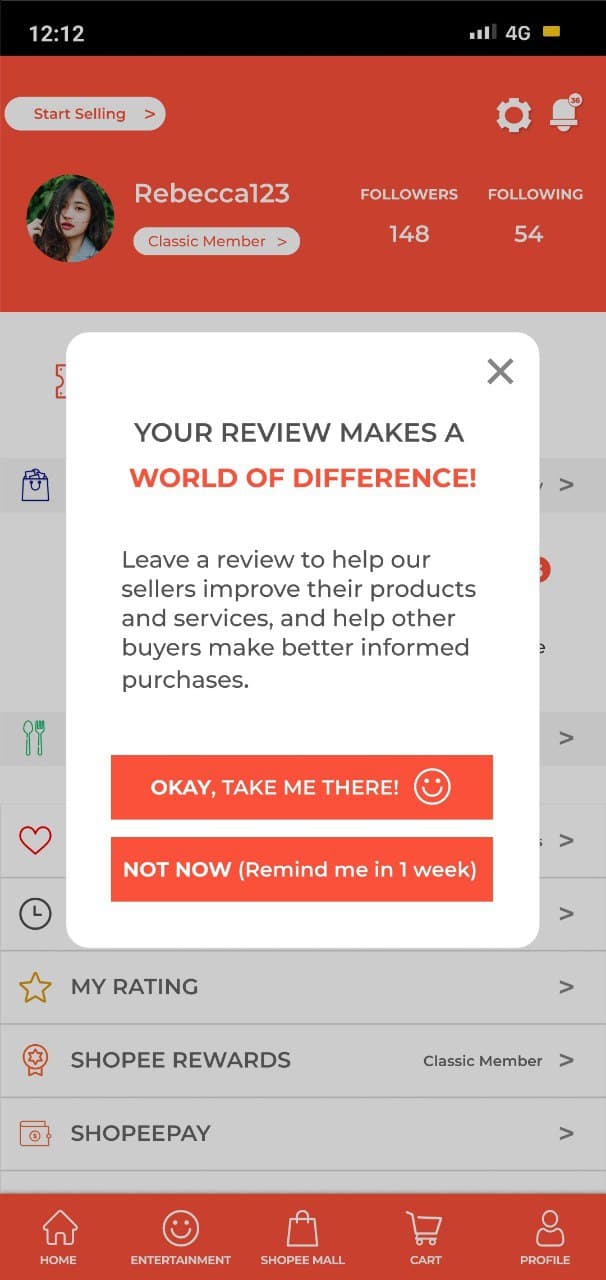 12:12
4G
Start Selling >
36
Rebecca123
Classic Member >
FOLLOWERS
148
FOLLOWING
54
YOUR REVIEW MAKES A
WORLD OF DIFFERENCE!
Leave a review to help our
sellers improve their products
and services, and help other
buyers make better informed
purchases.
OKAY, TAKE ME THERE!
NOT NOW (Remind me in 1 week)
>
>
>
>
MY RATING >
SHOPEE REWARDS Classic Member >
SHOPEEPAY >
HOME
ENTERTAINMENT
SHOPEE MALL
CART
PROFILE